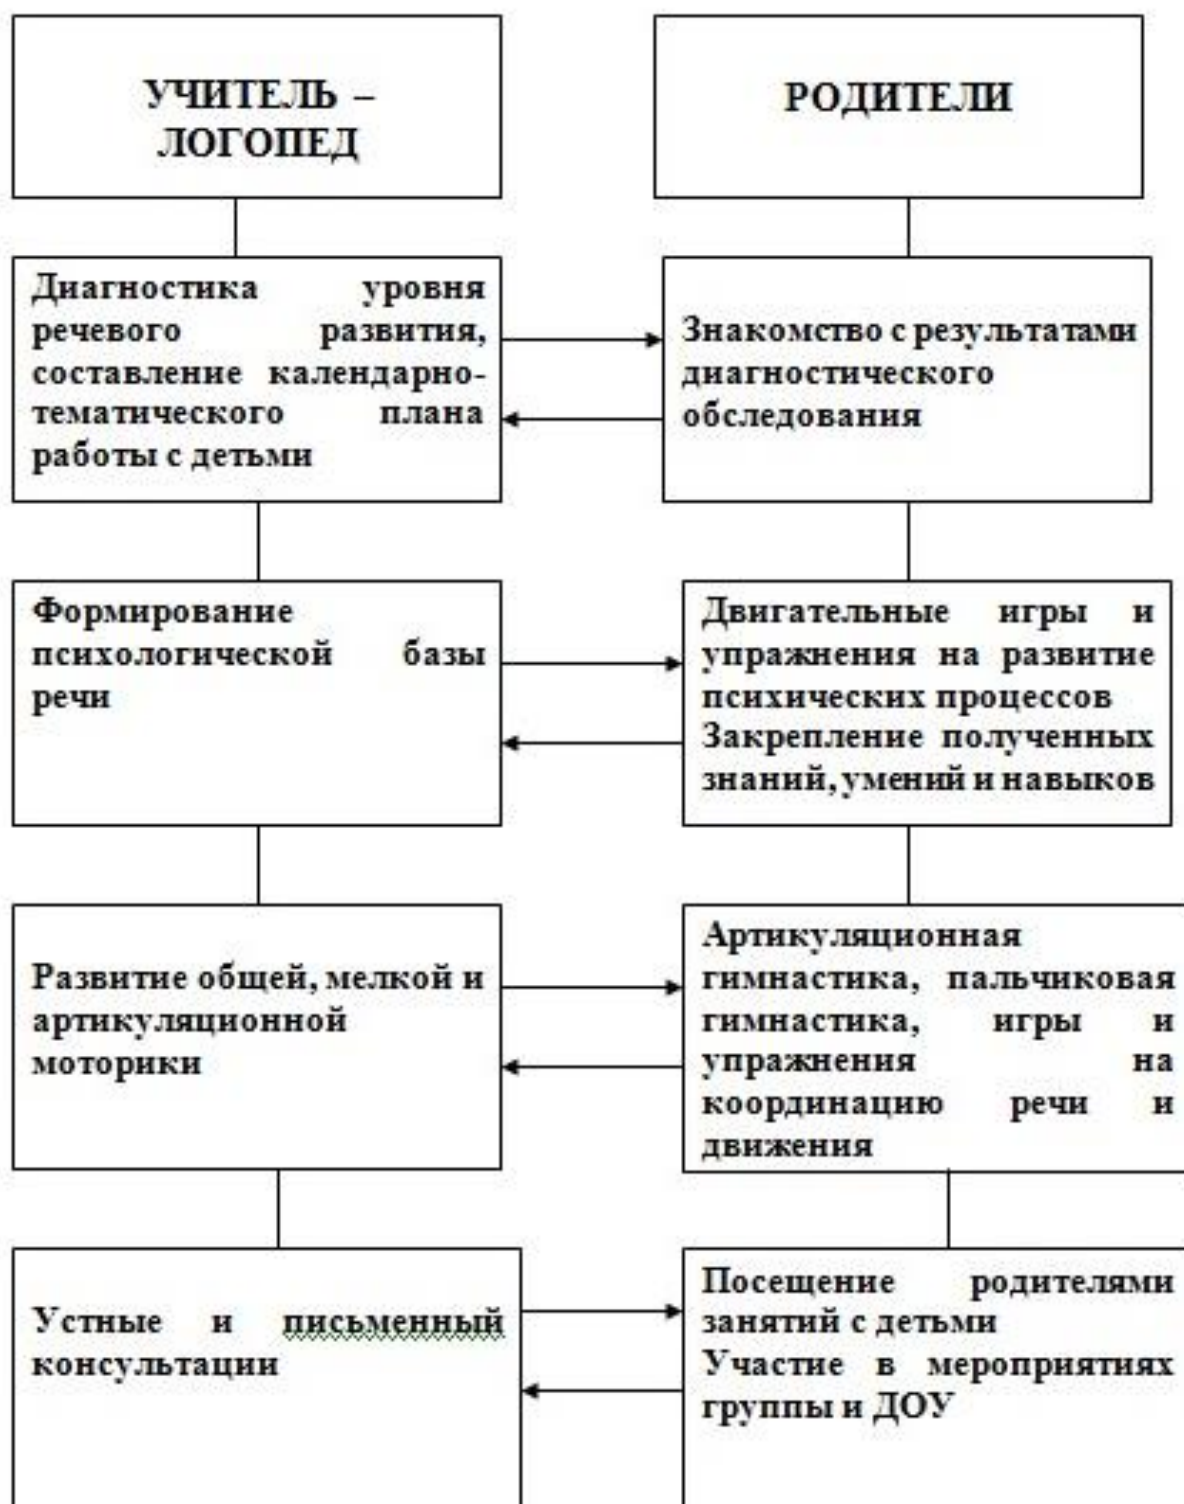 УЧИТЕЛЬ –
ЛОГОПЕД
РОДИТЕЛИ
Диагностика уровня
речевого развития,
составление календарно-
тематического плана
работы с детьми
Знакомство с результатами
диагностического
обследования
Формирование
психологической базы
речи
Двигательные игры и
упражнения на развитие
психических процессов
Закрепление полученных
знаний, умений и навыков
Развитие общей, мелкой и
артикуляционной
моторики
Артикуляционная
гимнастика, пальчиковая
гимнастика, игры и
упражнения на
координацию речи и
движения
Устные и письменный
консультации
Посещение родителями
занятий с детьми
Участие в мероприятиях
группы и ДОУ